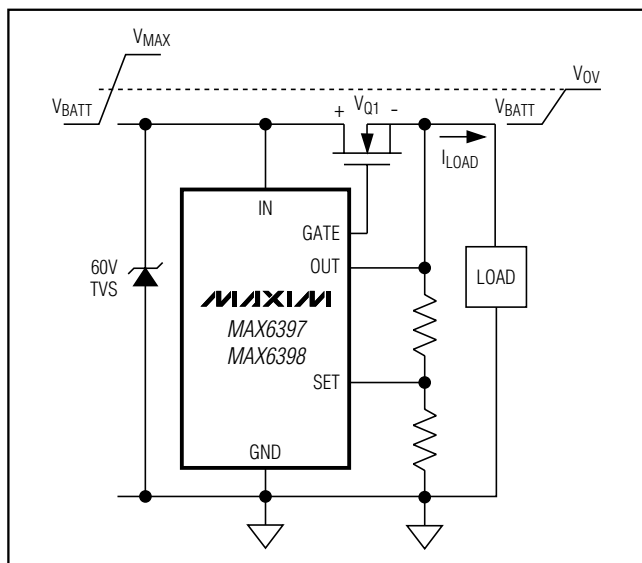 VMAX
VBATT
VQ1
+ -
VOV
VBATT
ILOAD
IN
GATE
60V
TVS
OUT
LOAD
MAXIM
MAX6397
MAX6398
SET
GND